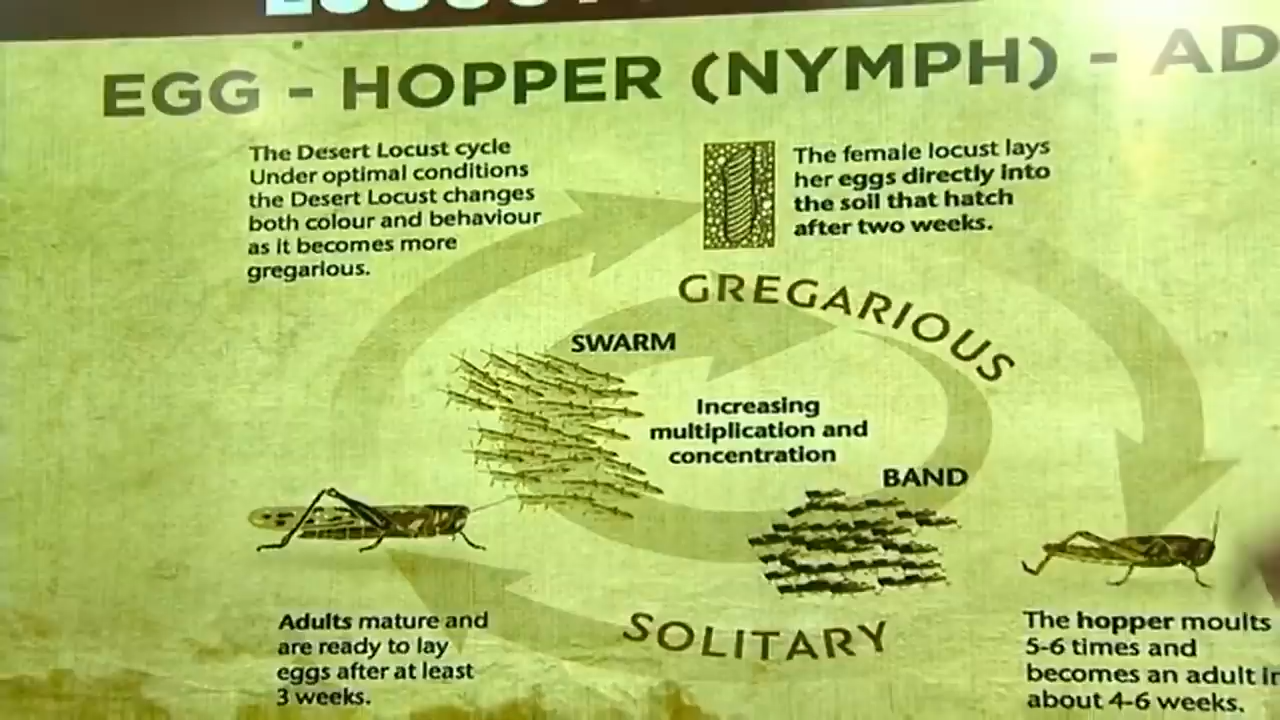 EGG - HOPPER (NYMPH) - AD
The Desert Locust cycle
Under optimal conditions
the Desert Locust changes
both colour and behaviour
as it becomes more
gregarious.
The female locust lays
her eggs directly into
the soil that hatch
after two weeks.
GREGARIOUS
SWARM
Increasing
multiplication and
concentration
BAND
SOLITARY
Adults mature and
are ready to lay
eggs after at least
3 weeks.
The hopper moults
5-6 times and
becomes an adult in
about 4-6 weeks.